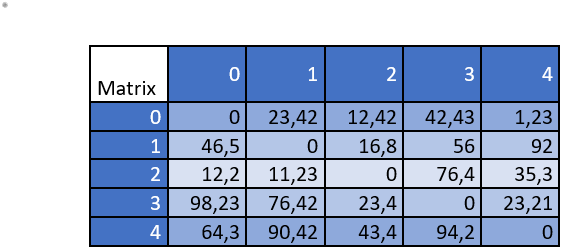 Matrix 0 1 2 3 4
0 0 23,42 12,42 42,43 1,23
1 46,5 0 16,8 56 92
2 12,2 11,23 0 76,4 35,3
3 98,23 76,42 23,4 0 23,21
4 64,3 90,42 43,4 94,2 0